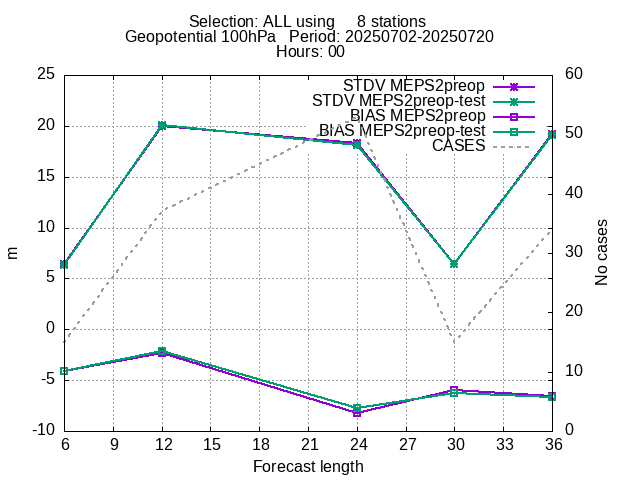 Selection: ALL using     8 stations
Geopotential 100hPa   Period: 20250702-20250720
Hours: 00
25
20
15
10
5
0
-5
-10
m
STDV MEPS2preop
STDV MEPS2preop-test
BIAS MEPS2preop
BIAS MEPS2preop-test
CASES
60
50
40
30
20
10
0
No cases
6 9 12 15 18 21 24 27 30 33 36
Forecast length